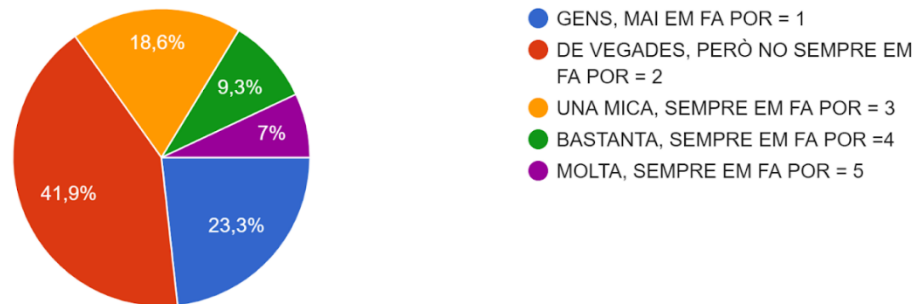 18,6%
9,3%
7%
41,9%
23,3%
GENS, MAI EM FA POR = 1
DE VEGADES, PERÒ NO SEMPRE EM
FA POR = 2
UNA MICA, SEMPRE EM FA POR = 3
BASTANTA, SEMPRE EM FA POR =4
MOLTA, SEMPRE EM FA POR = 5